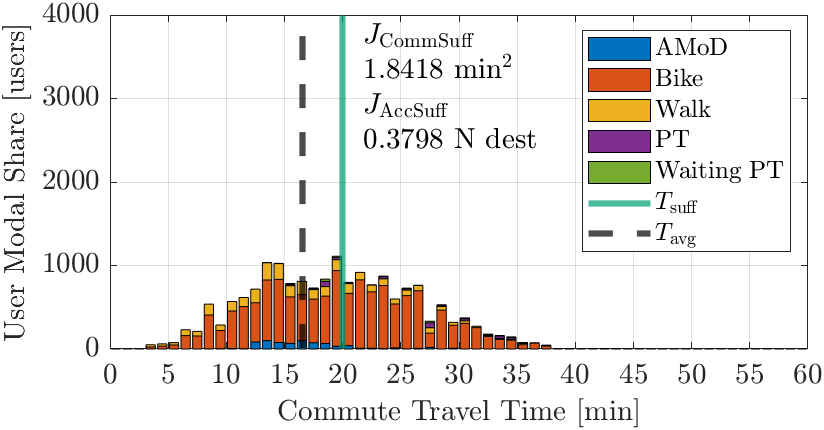 4000
3000
2000
1000
0
User Modal Share [users]
J_CommSuff
1.8418 min²
J_AccSuff
0.3798 N dest
AMoD
Bike
Walk
PT
Waiting PT
T_suff
T_avg
0 5 10 15 20 25 30 35 40 45 50 55 60
Commute Travel Time [min]